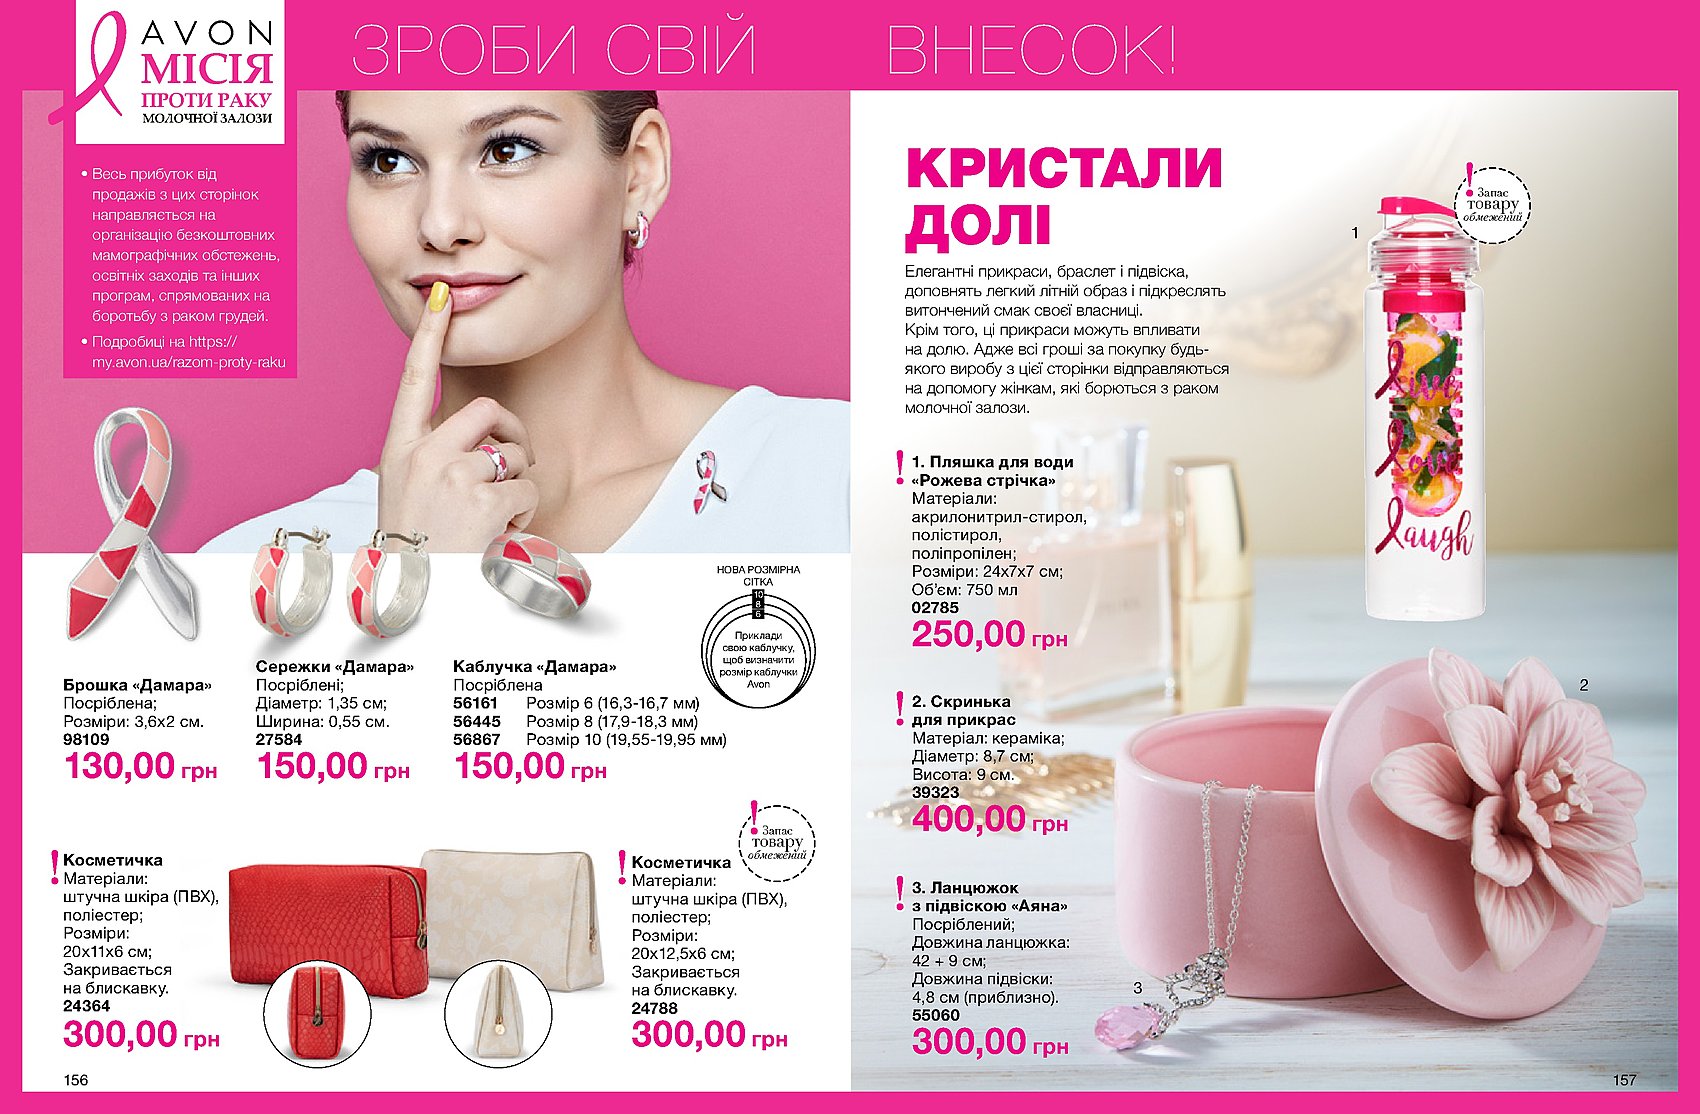 AVON
МІСІЯ
ПРОТИ РАКУ
МОЛОЧНОЇ ЗАЛОЗИ
ЗРОБИ СВІЙ ВНЕСОК!
• Весь прибуток від
продажів з цих сторінок
направляється на
організацію безкоштовних
мамографічних обстежень,
освітніх заходів та інших
програм, спрямованих на
боротьбу з раком грудей.
• Подробиці на https://
my.avon.ua/razom-proty-raku
НОВА РОЗМІРНА
СІТКА
10
8
6
Приклади
свою каблучку,
щоб визначити
розмір каблучки
Avon
Брошка «Дамара»
Посріблена;
Розміри: 3,6х2 см.
98109
130,00 грн
Сережки «Дамара»
Посріблені;
Діаметр: 1,35 см;
Ширина: 0,55 см.
27584
150,00 грн
Каблучка «Дамара»
Посріблена
56161 Розмір 6 (16,3-16,7 мм)
56445 Розмір 8 (17,9-18,3 мм)
56867 Розмір 10 (19,55-19,95 мм)
150,00 грн
! Косметичка
Матеріали:
штучна шкіра (ПВХ),
поліестер;
Розміри:
20х11х6 см;
Закривається
на блискавку.
24364
300,00 грн
! Запас
товару
обмежений
! Косметичка
Матеріали:
штучна шкіра (ПВХ),
поліестер;
Розміри:
20х12,5х6 см;
Закривається
на блискавку.
24788
300,00 грн
156
КРИСТАЛИ
ДОЛІ
Елегантні прикраси, браслет і підвіска,
доповнять легкий літній образ і підкреслять
витончений смак своєї власниці.
Крім того, ці прикраси можуть впливати
на долю. Адже всі гроші за покупку будь-
якого виробу з цієї сторінки відправляються
на допомогу жінкам, які борються з раком
молочної залози.
! Запас
товару
обмежений
1
Live
Love
Laugh
! 1. Пляшка для води
«Рожева стрічка»
Матеріали:
акрилонитрил-стирол,
полістирол,
поліпропілен;
Розміри: 24х7х7 см;
Об'єм: 750 мл
02785
250,00 грн
2
! 2. Скринька
для прикрас
Матеріал: кераміка;
Діаметр: 8,7 см;
Висота: 9 см.
39323
400,00 грн
! 3. Ланцюжок
з підвіскою «Аяна»
Посріблений;
Довжина ланцюжка:
42 + 9 см;
Довжина підвіски:
4,8 см (приблизно).
55060
300,00 грн
3
157